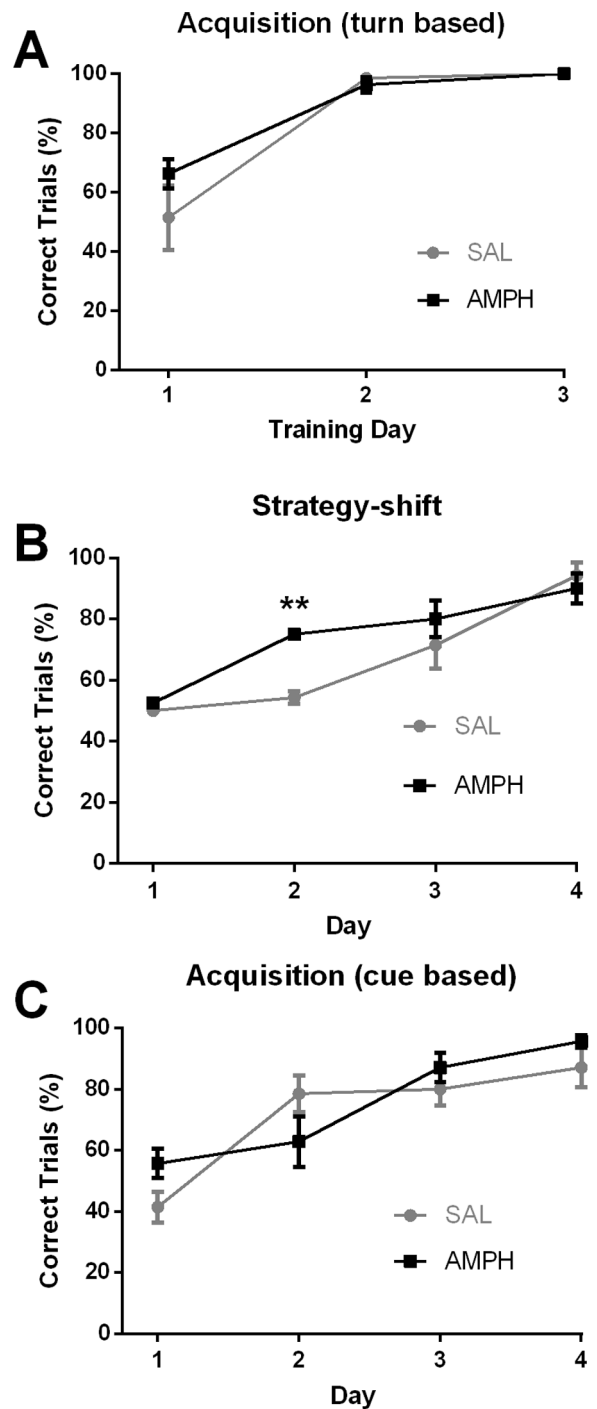 A
Acquisition (turn based)
Correct Trials (%)
100
80
60
40
20
0
SAL
AMPH
1 2 3
Training Day
B
Strategy-shift
Correct Trials (%)
100
80
60
40
20
0
**
SAL
AMPH
1 2 3 4
Day
C
Acquisition (cue based)
Correct Trials (%)
100
80
60
40
20
0
SAL
AMPH
1 2 3 4
Day